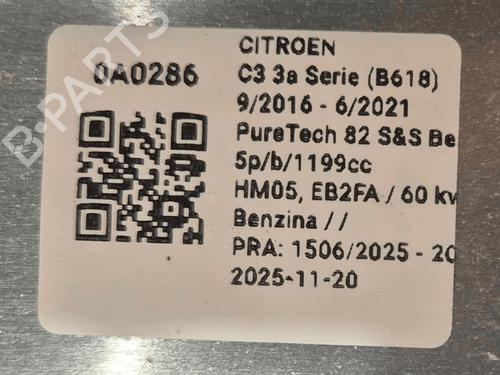 B-PARTS
0A0286
CITROEN
C3 3a Serie (B618)
9/2016 - 6/2021
PureTech 82 S&S Be
5p/b/1199cc
HM05, EB2FA / 60 kw
Benzina //
PRA: 1506/2025 - 20
2025-11-20